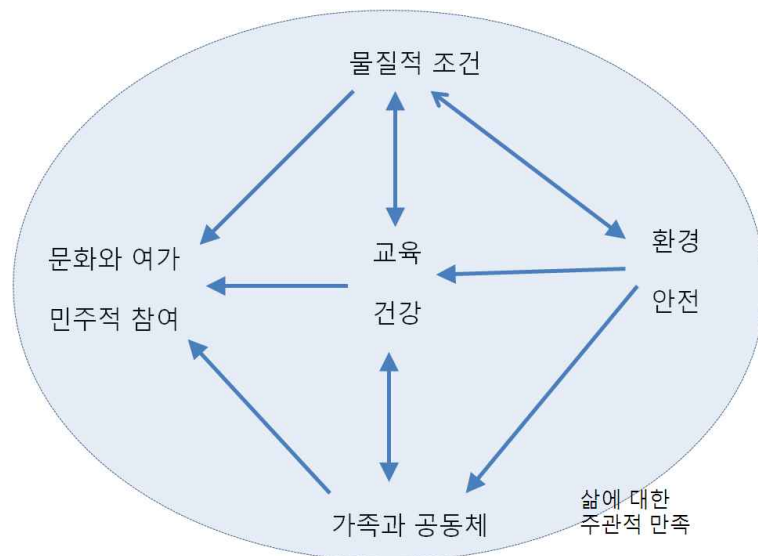 물질적 조건
문화와 여가
민주적 참여
교육
건강
환경
안전
가족과 공동체
삶에 대한
주관적 만족